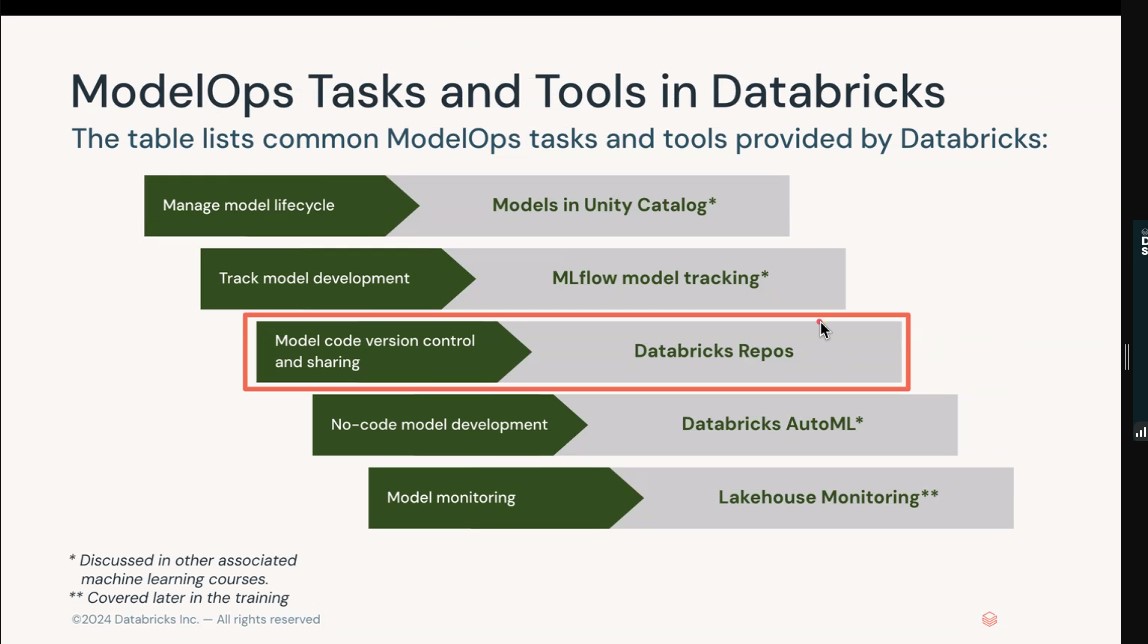 ModelOps Tasks and Tools in Databricks
The table lists common ModelOps tasks and tools provided by Databricks:
Manage model lifecycle
Models in Unity Catalog*
Track model development
MLflow model tracking*
Model code version control
and sharing
Databricks Repos
No-code model development
Databricks AutoML*
Model monitoring
Lakehouse Monitoring**
* Discussed in other associated
machine learning courses.
** Covered later in the training
©2024 Databricks Inc. — All rights reserved